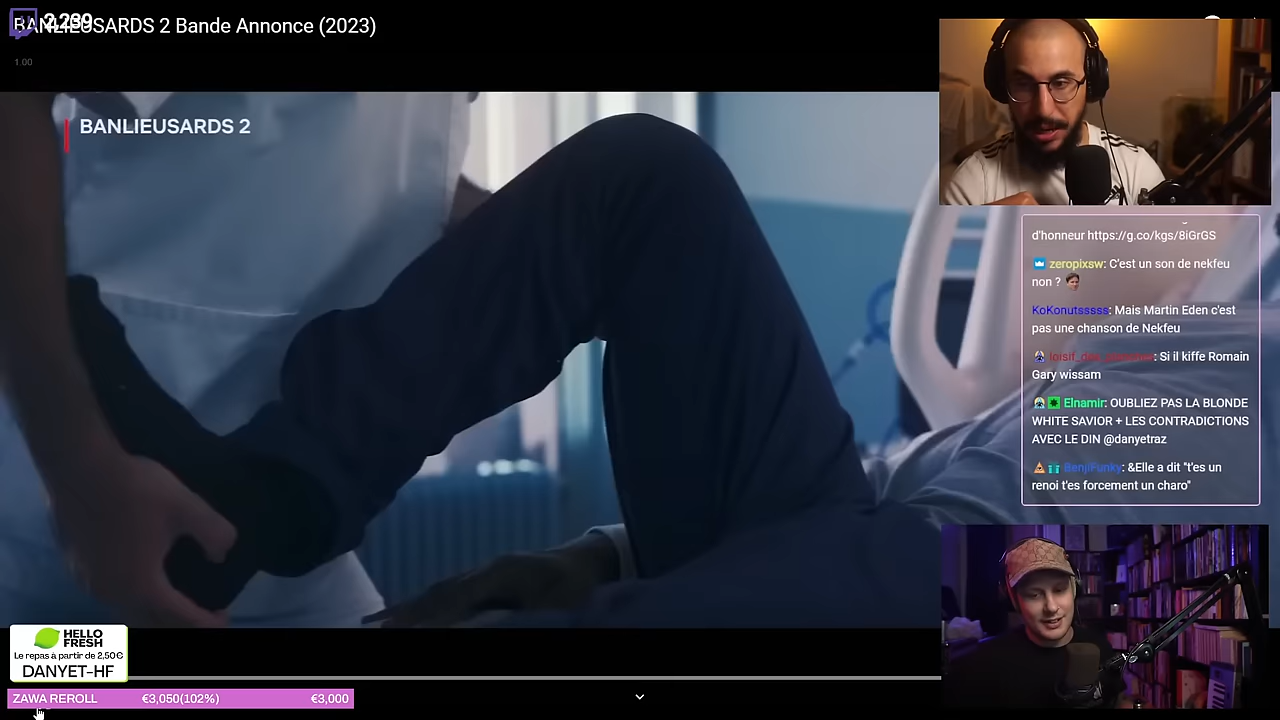 2,239
BANLIEUSARDS 2 Bande Annonce (2023)
1.00
BANLIEUSARDS 2
d'honneur https://g.co/kgs/8iGrGS
zeropixsw: C'est un son de nekfeu
non ?
KoKonutsssss: Mais Martin Eden c'est
pas une chanson de Nekfeu
: Si il kiffe Romain
Gary wissam
Elnamir: OUBLIEZ PAS LA BLONDE
WHITE SAVIOR + LES CONTRADICTIONS
AVEC LE DIN @danyetraz
BenjiFunky: &Elle a dit "t'es un
renoi t'es forcement un charo"
HELLO
FRESH
Le repas à partir de 2,50€
DANYET-HF
ZAWA REROLL €3,050(102%) €3,000